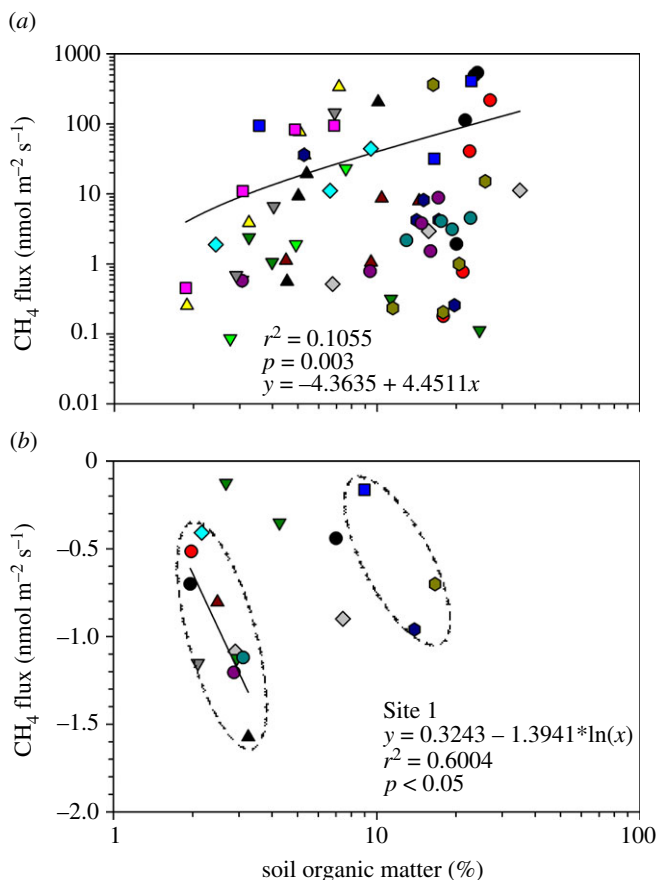 (a)
1000
100
10
1
0.1
0.01
CH4 flux (nmol m−2 s−1)
r2 = 0.1055
p = 0.003
y = −4.3635 + 4.4511x
(b)
0
−0.5
−1.0
−1.5
−2.0
CH4 flux (nmol m−2 s−1)
Site 1
y = 0.3243 − 1.3941*ln(x)
r2 = 0.6004
p < 0.05
1 10 100
soil organic matter (%)